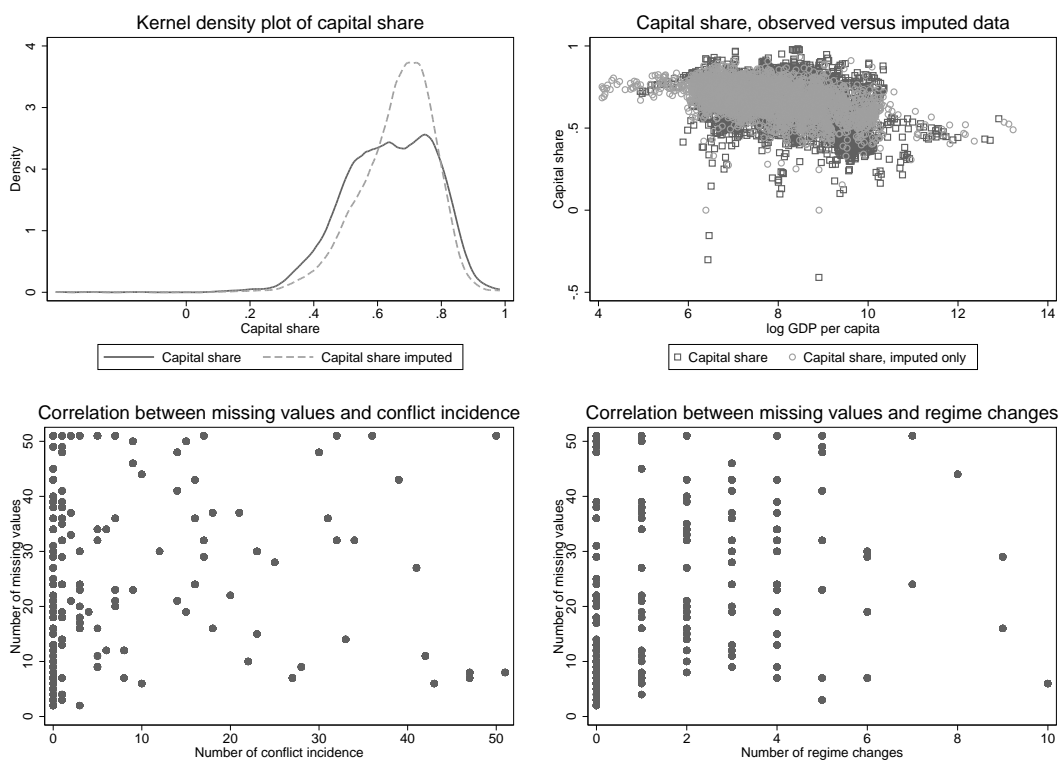 Kernel density plot of capital share
Density
4
3
2
1
0
0 .2 .4 .6 .8 1
Capital share
Capital share Capital share imputed
Capital share, observed versus imputed data
Capital share
1
.5
0
-.5
4 6 8 10 12 14
log GDP per capita
Capital share Capital share, imputed only
Correlation between missing values and conflict incidence
Number of missing values
50
40
30
20
10
0
0 10 20 30 40 50
Number of conflict incidence
Correlation between missing values and regime changes
Number of missing values
50
40
30
20
10
0
0 2 4 6 8 10
Number of regime changes